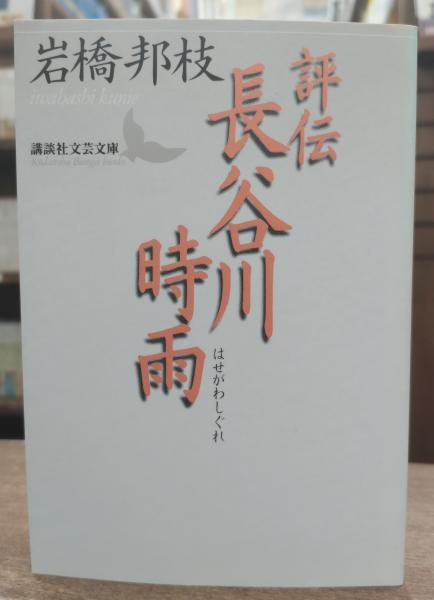 岩橋邦枝
iwabashi kunie
講談社文芸文庫
Kodansha Bungei bunko
評伝
長谷川
時雨
はせがわしぐれ